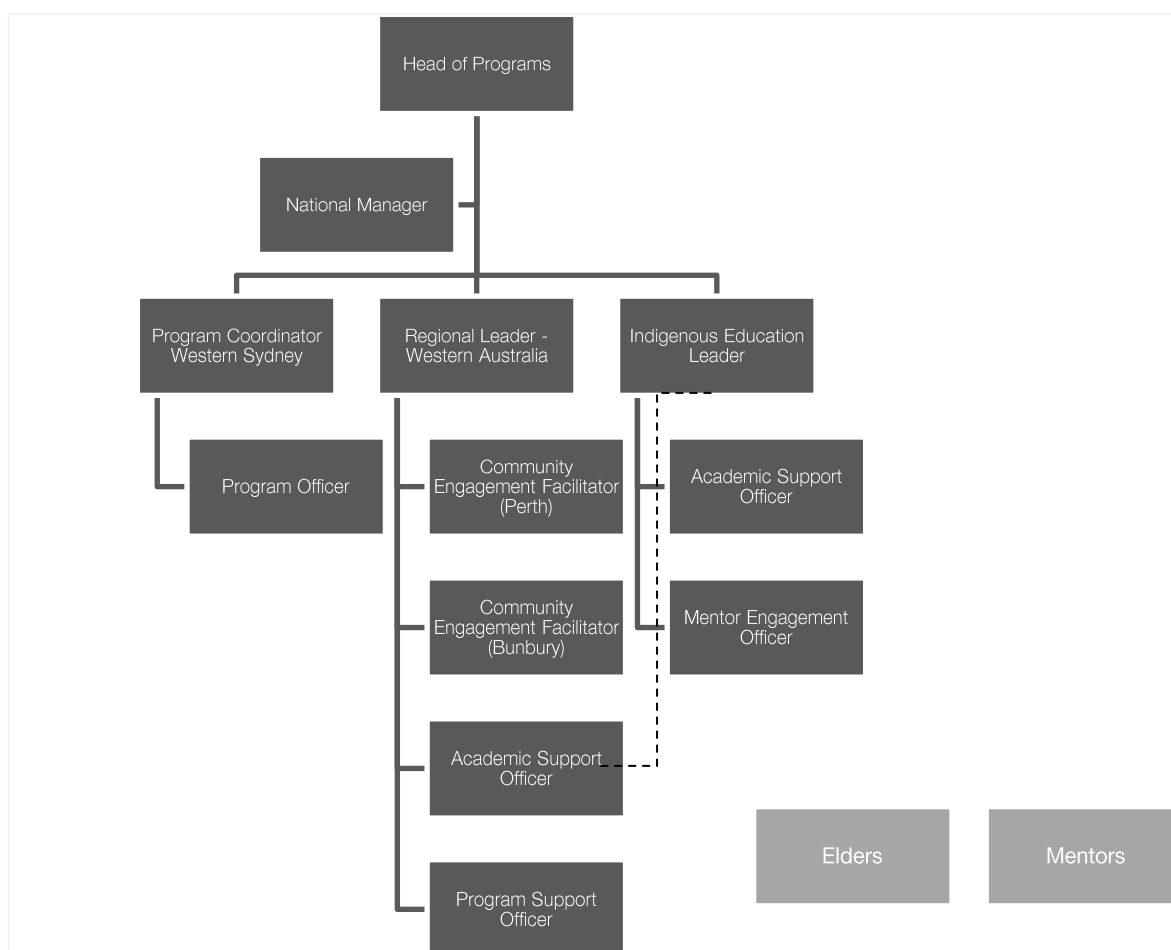 Head of Programs
National Manager
Program Coordinator
Western Sydney
Regional Leader -
Western Australia
Indigenous Education
Leader
Program Officer
Community
Engagement Facilitator
(Perth)
Academic Support
Officer
Community
Engagement Facilitator
(Bunbury)
Mentor Engagement
Officer
Academic Support
Officer
Elders
Mentors
Program Support
Officer